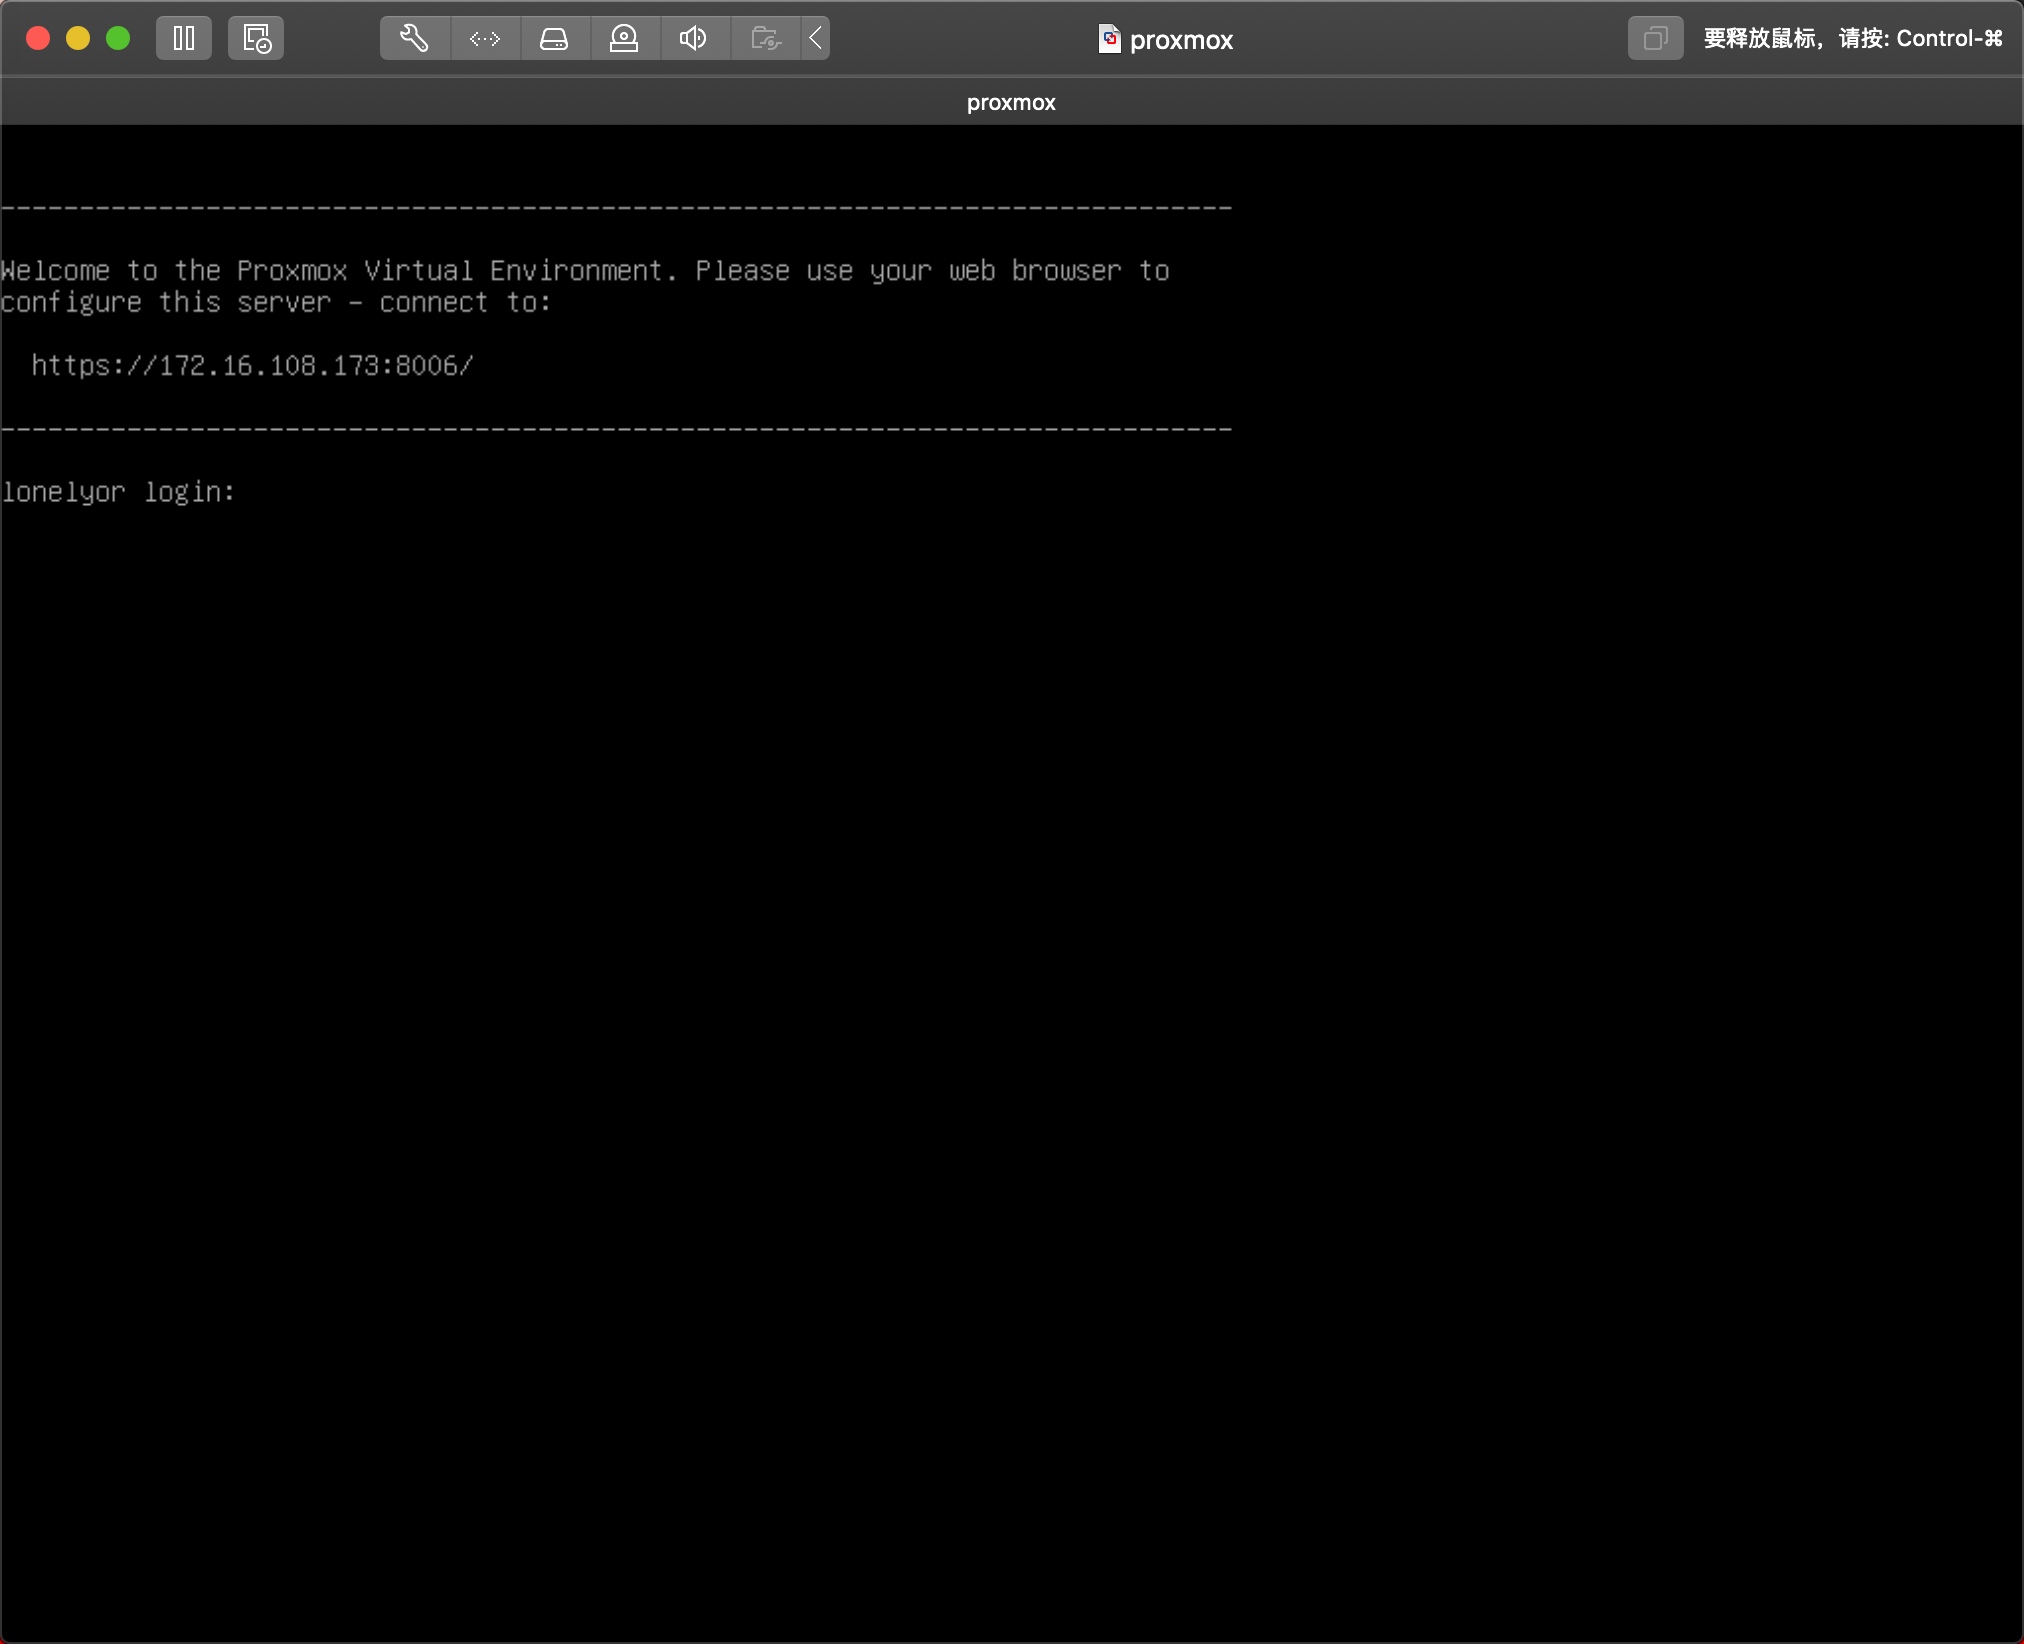 proxmox
要释放鼠标，请按: Control-⌘
proxmox
-------------------------------------------------------------------------------
Welcome to the Proxmox Virtual Environment. Please use your web browser to
configure this server - connect to:
https://172.16.108.173:8006/
-------------------------------------------------------------------------------
lonelyor login: